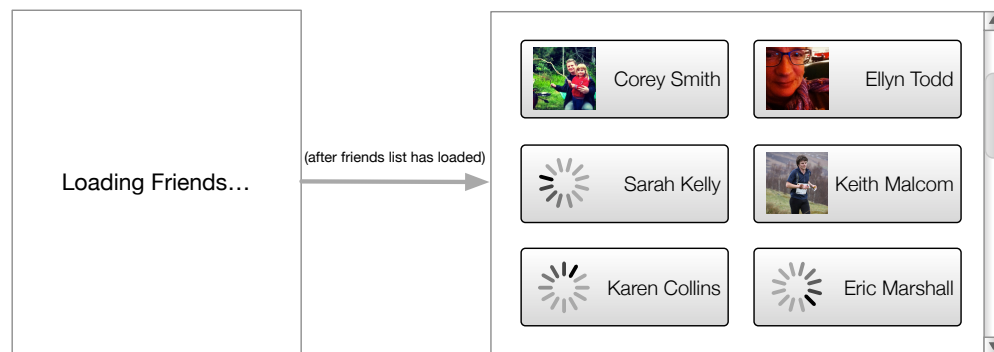 Loading Friends…
(after friends list has loaded)
Corey Smith
Ellyn Todd
Sarah Kelly
Keith Malcom
Karen Collins
Eric Marshall